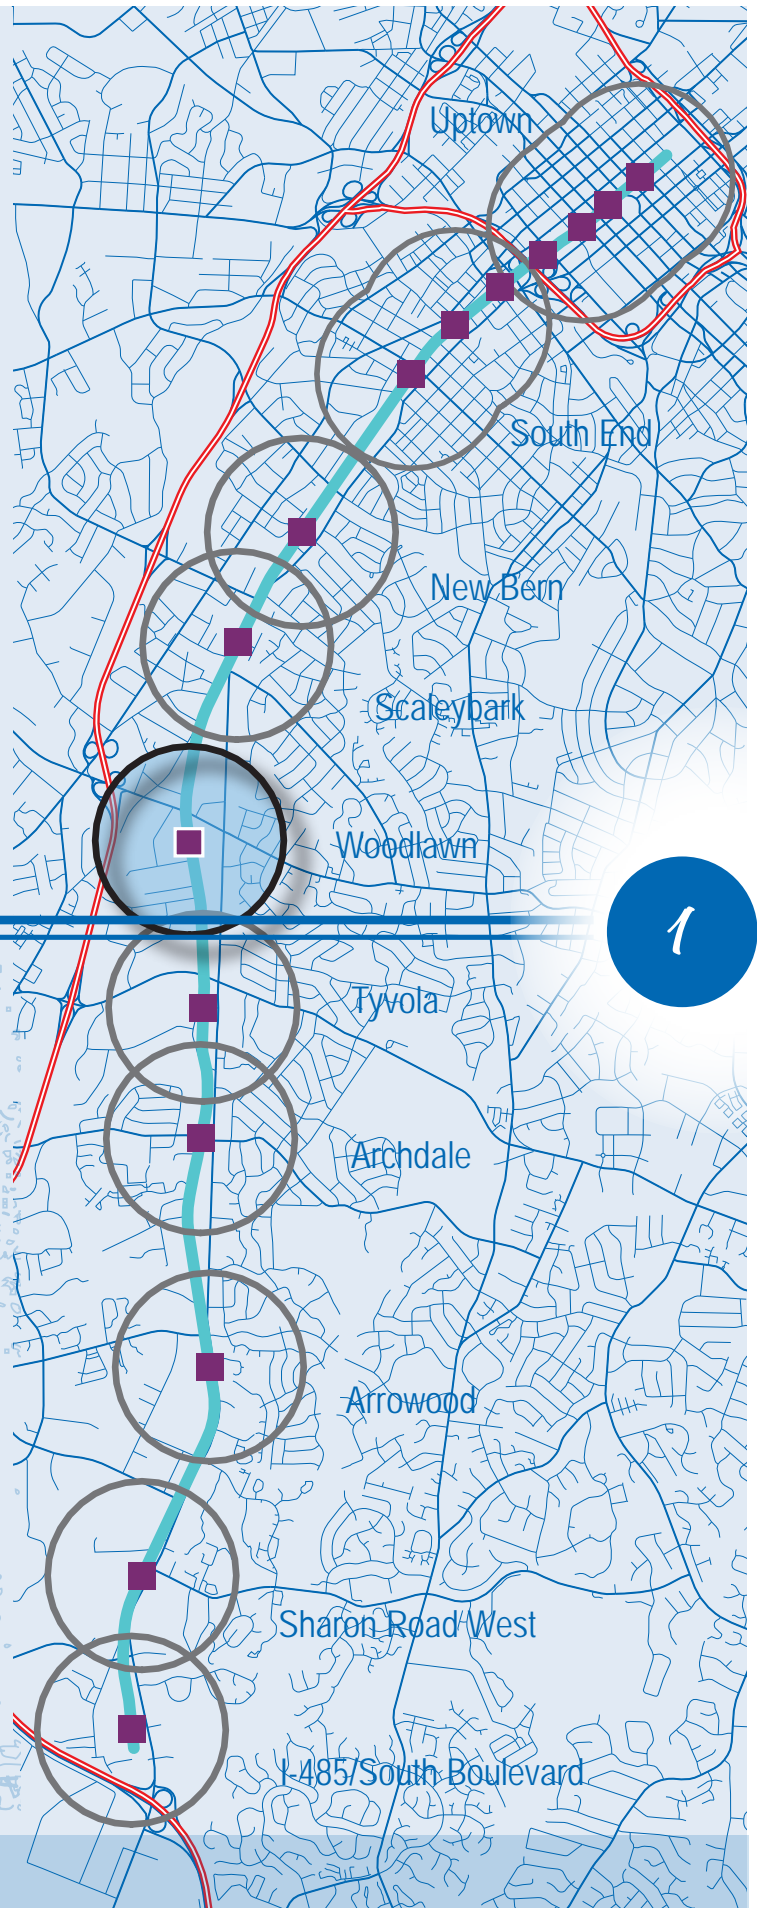 Uptown
South End
New Bern
Scaleybark
Woodlawn
1
Tyvola
Archdale
Arrowood
Sharon Road West
I-485/South Boulevard